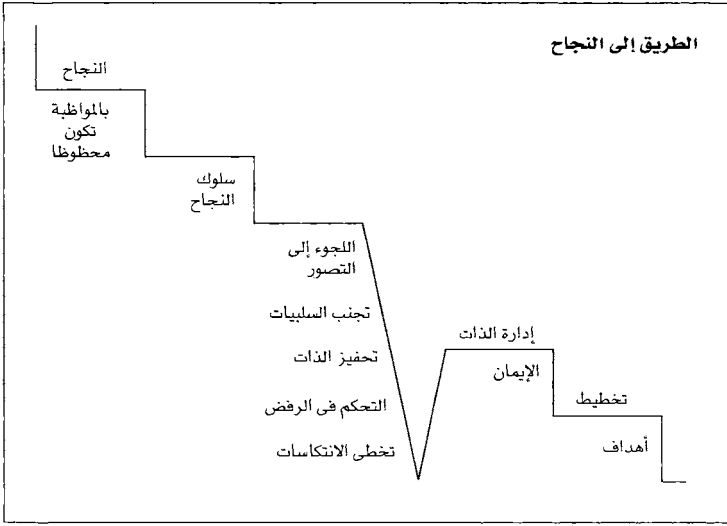 الطريق إلى النجاح
النجاح
بالمواظبة
تكون
محظوظا
سلوك
النجاح
اللجوء إلى
التصور
تجنب السلبيات
تحفيز الذات
التحكم فى الرفض
تخطى الانتكاسات
إدارة الذات
الإيمان
تخطيط
أهداف